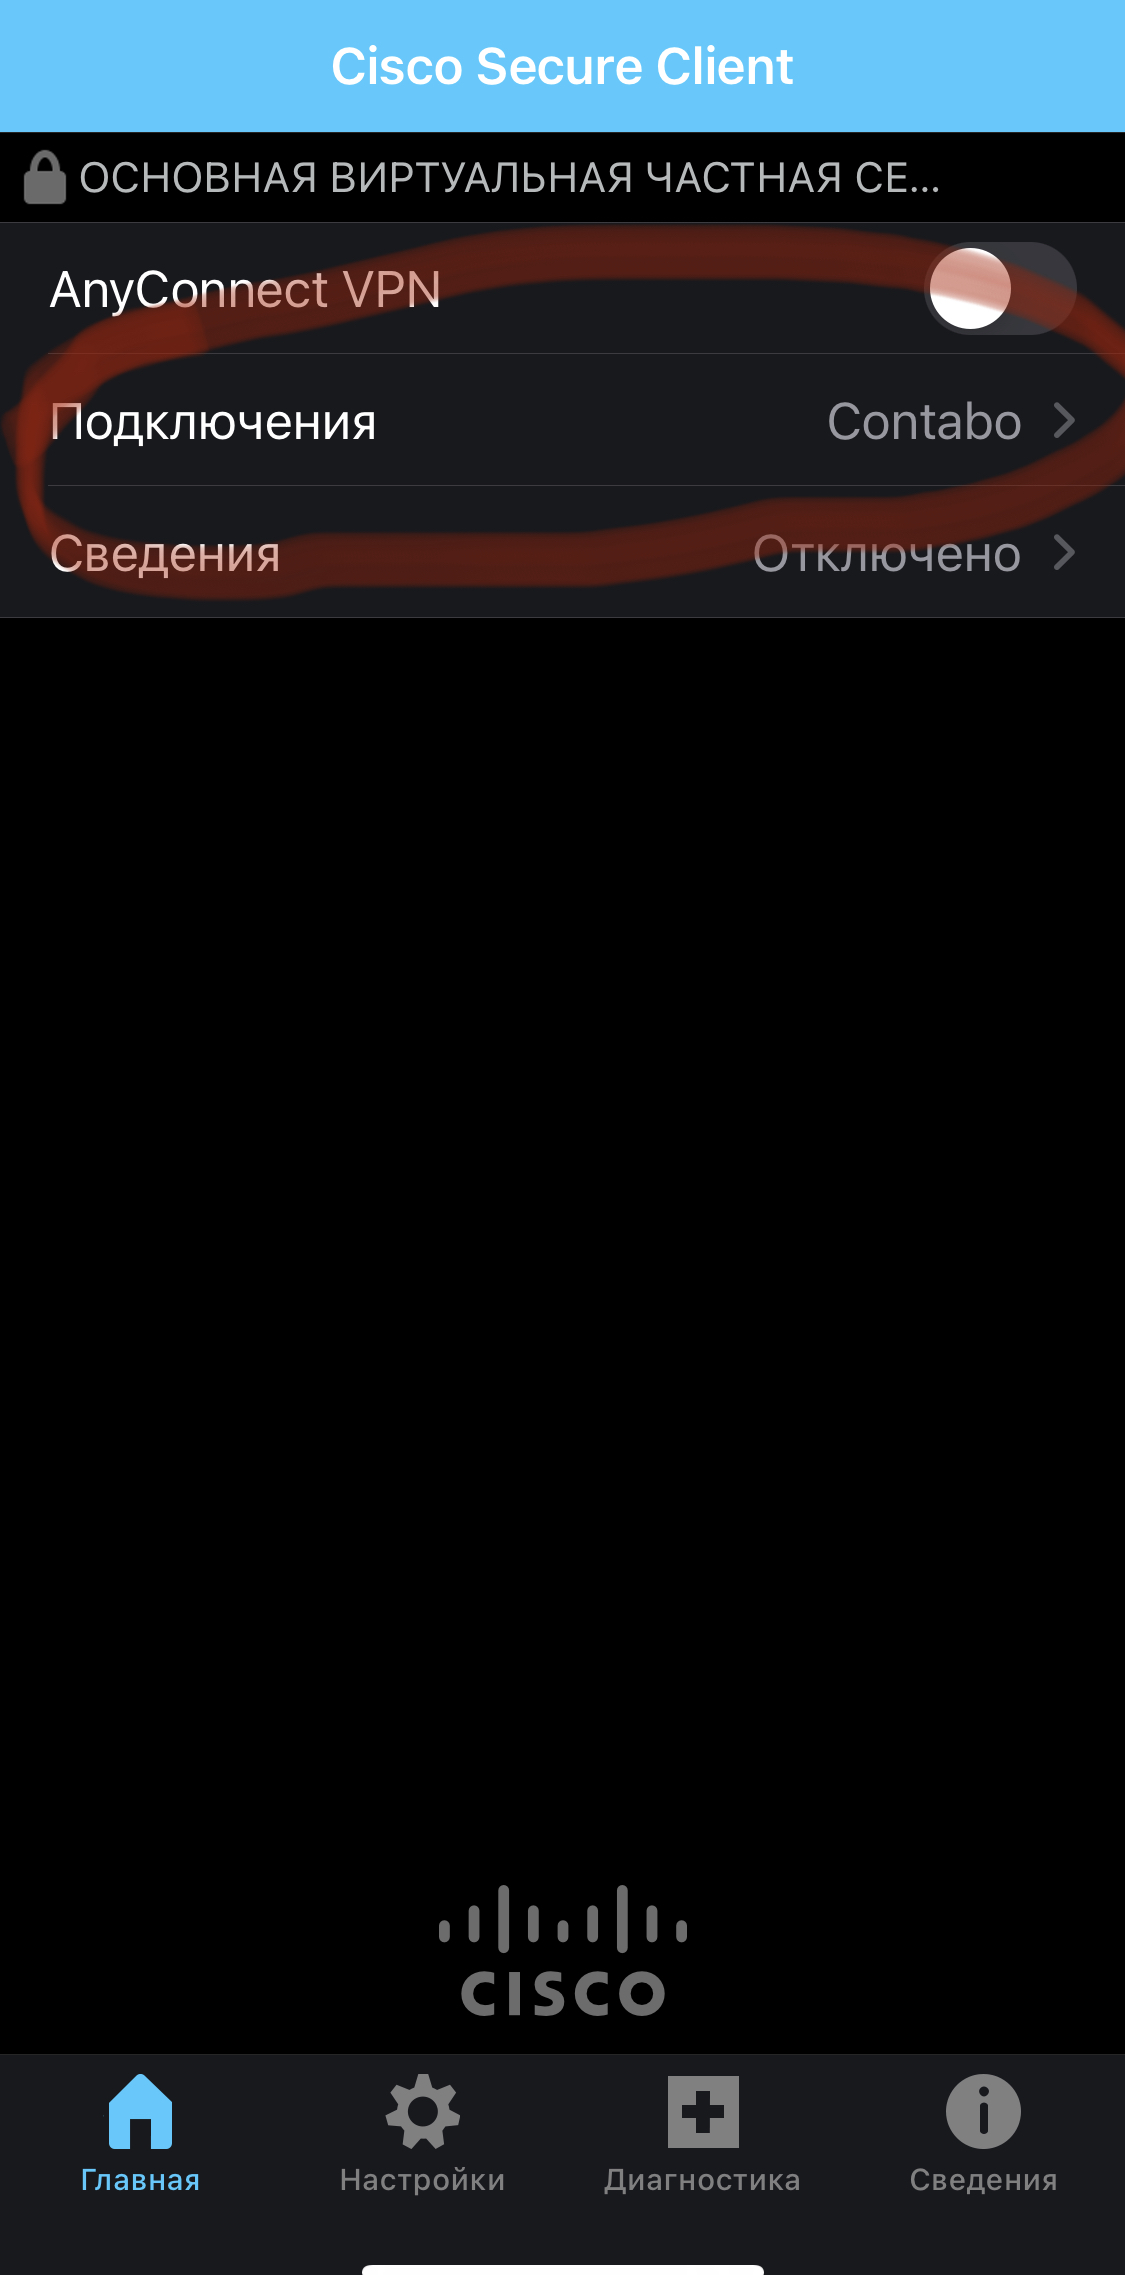 Cisco Secure Client
ОСНОВНАЯ ВИРТУАЛЬНАЯ ЧАСТНАЯ СЕ...
AnyConnect VPN
Подключения Contabo
Сведения Отключено
CISCO
Главная Настройки Диагностика Сведения